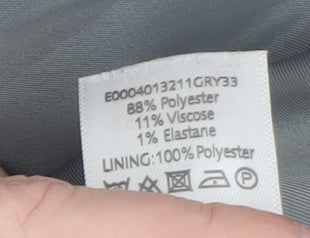 E0004013211GRY33
88% Polyester
11% Viscose
1% Elastane
LINING:100% Polyester
P